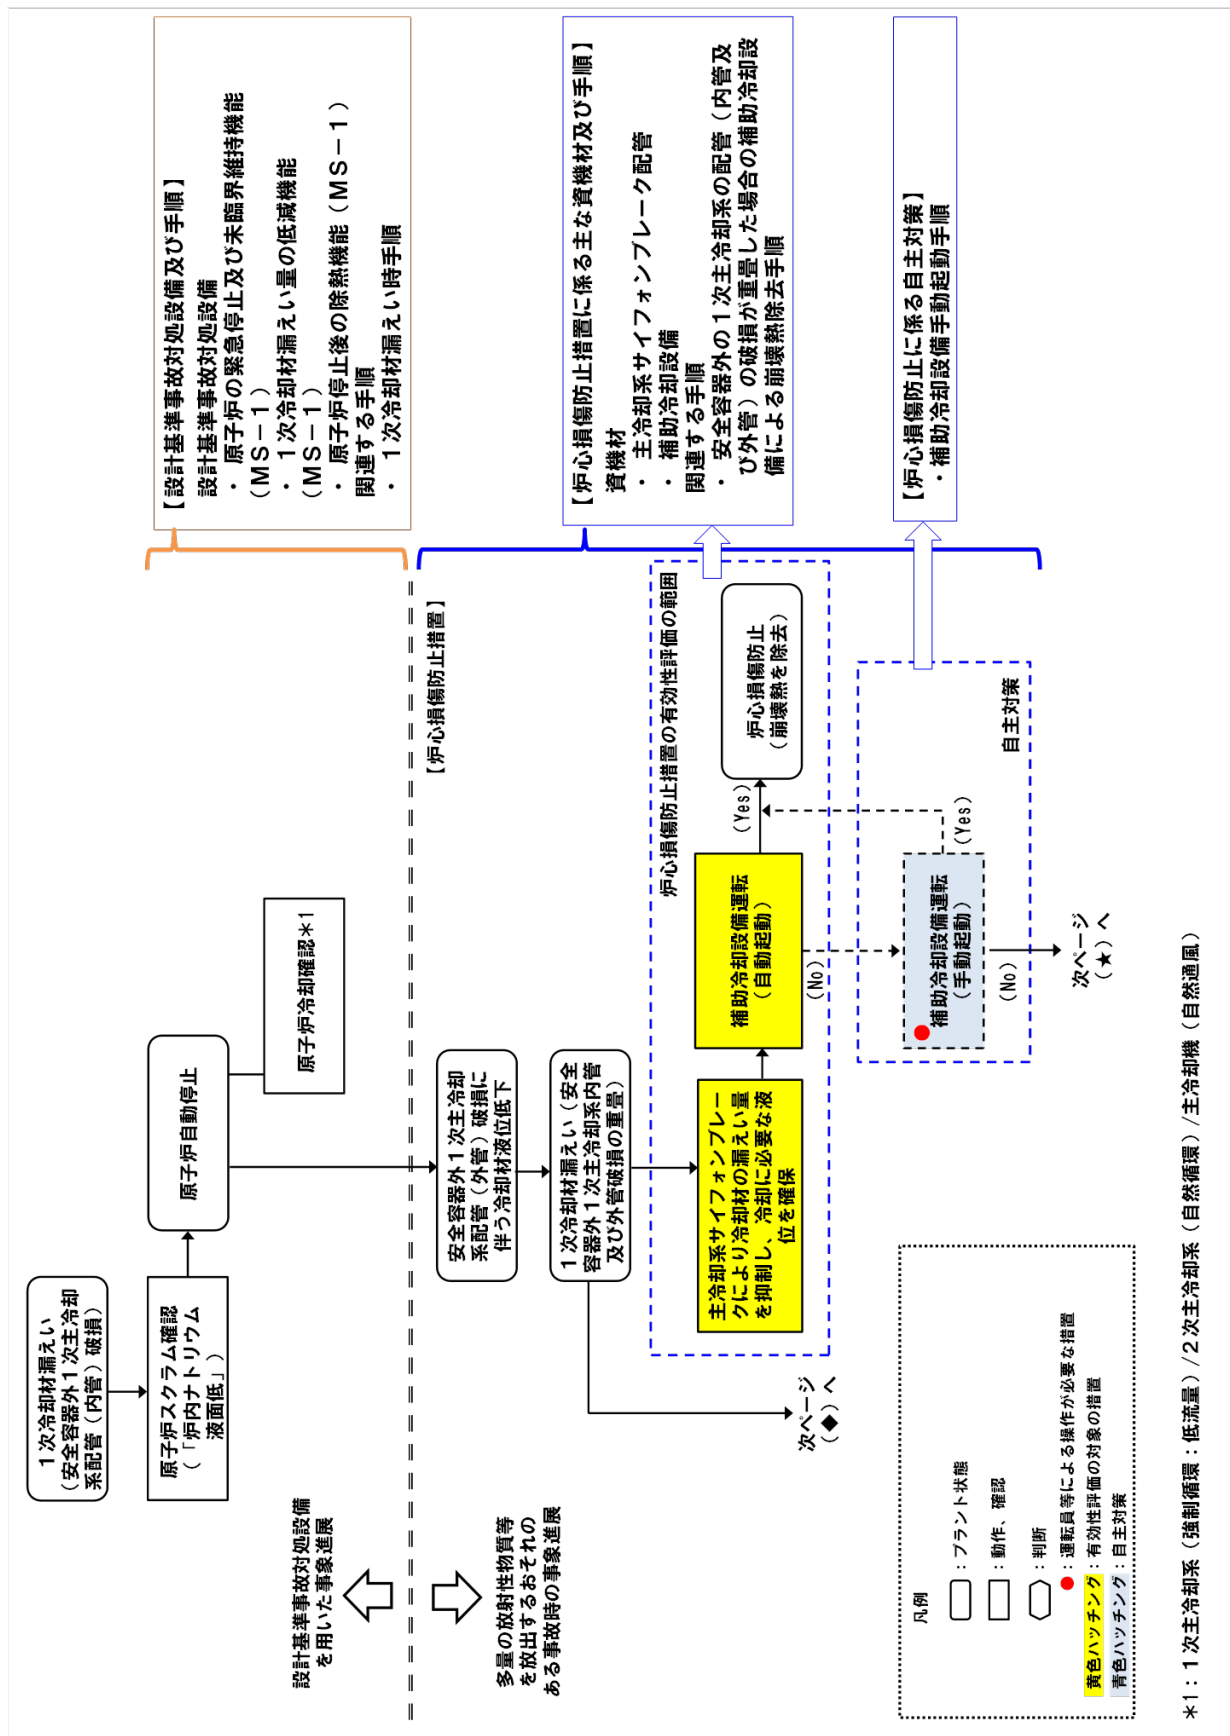 1次冷却材漏えい
(安全容器外1次主冷却
系配管(内管)破損)
原子炉スクラム確認
(「炉内ナトリウム
液面低」)
原子炉自動停止
原子炉冷却確認*1
【設計基準事故対処設備及び手順】
設計基準事故対処設備
・ 原子炉の緊急停止及び未臨界維持機能
(MS-1)
・ 1次冷却材漏えい量の低減機能
(MS-1)
・ 原子炉停止後の除熱機能(MS-1)
関連する手順
・ 1次冷却材漏えい時手順
設計基準事故対処設備
を用いた事象進展
多量の放射性物質等
を放出するおそれの
ある事故時の事象進展
【炉心損傷防止措置】
安全容器外1次主冷却
系配管(外管)破損に
伴う冷却材液位低下
1次冷却材漏えい(安全
容器外1次主冷却系内管
及び外管破損の重畳)
次ページ
(◆)へ
炉心損傷防止措置の有効性評価の範囲
主冷却系サイフォンブレー
クにより冷却材の漏えい量
を抑制し、冷却に必要な液
位を確保
補助冷却設備運転
(自動起動)
(Yes)
(No)
炉心損傷防止
(崩壊熱を除去)
【炉心損傷防止措置に係る主な資機材及び手順】
資機材
・ 主冷却系サイフォンブレーク配管
・ 補助冷却設備
関連する手順
・ 安全容器外の1次主冷却系の配管(内管及
び外管)の破損が重畳した場合の補助冷却設
備による崩壊熱除去手順
補助冷却設備運転
(手動起動)
(Yes)
(No)
自主対策
次ページ
(★)へ
【炉心損傷防止に係る自主対策】
・補助冷却設備手動起動手順
凡例
:プラント状態
:動作、確認
:判断
:運転員等による操作が必要な措置
黄色ハッチング:有効性評価の対象の措置
青色ハッチング:自主対策
*1:1次主冷却系(強制循環:低流量)/2次主冷却系(自然循環)/主冷却機(自然通風)